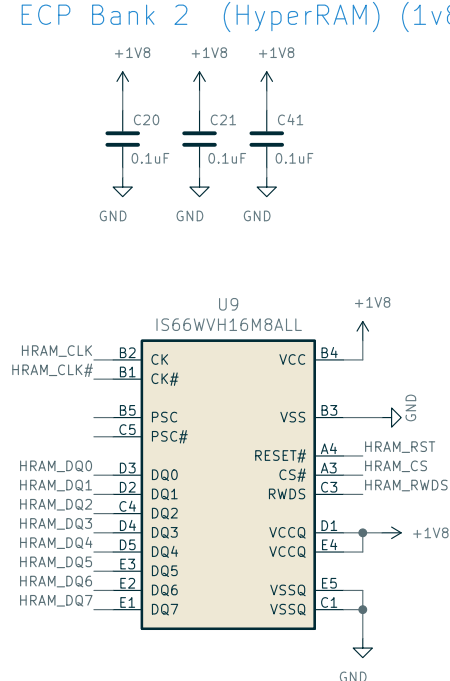 ECP Bank 2 (HyperRAM) (1v8
+1V8 +1V8 +1V8
C20 C21 C41
0.1uF 0.1uF 0.1uF
GND GND GND
U9
IS66WVH16M8ALL
+1V8
HRAM_CLK B2 CK VCC B4
HRAM_CLK# B1 CK#
B5 PSC VSS B3 GND
C5 PSC#
RESET# A4 HRAM_RST
HRAM_DQ0 D3 DQ0 CS# A3 HRAM_CS
HRAM_DQ1 D2 DQ1 RWDS C3 HRAM_RWDS
HRAM_DQ2 C4 DQ2
HRAM_DQ3 D4 DQ3 VCCQ D1 +1V8
HRAM_DQ4 D5 DQ4 VCCQ E4
HRAM_DQ5 E3 DQ5
HRAM_DQ6 E2 DQ6 VSSQ E5
HRAM_DQ7 E1 DQ7 VSSQ C1
GND